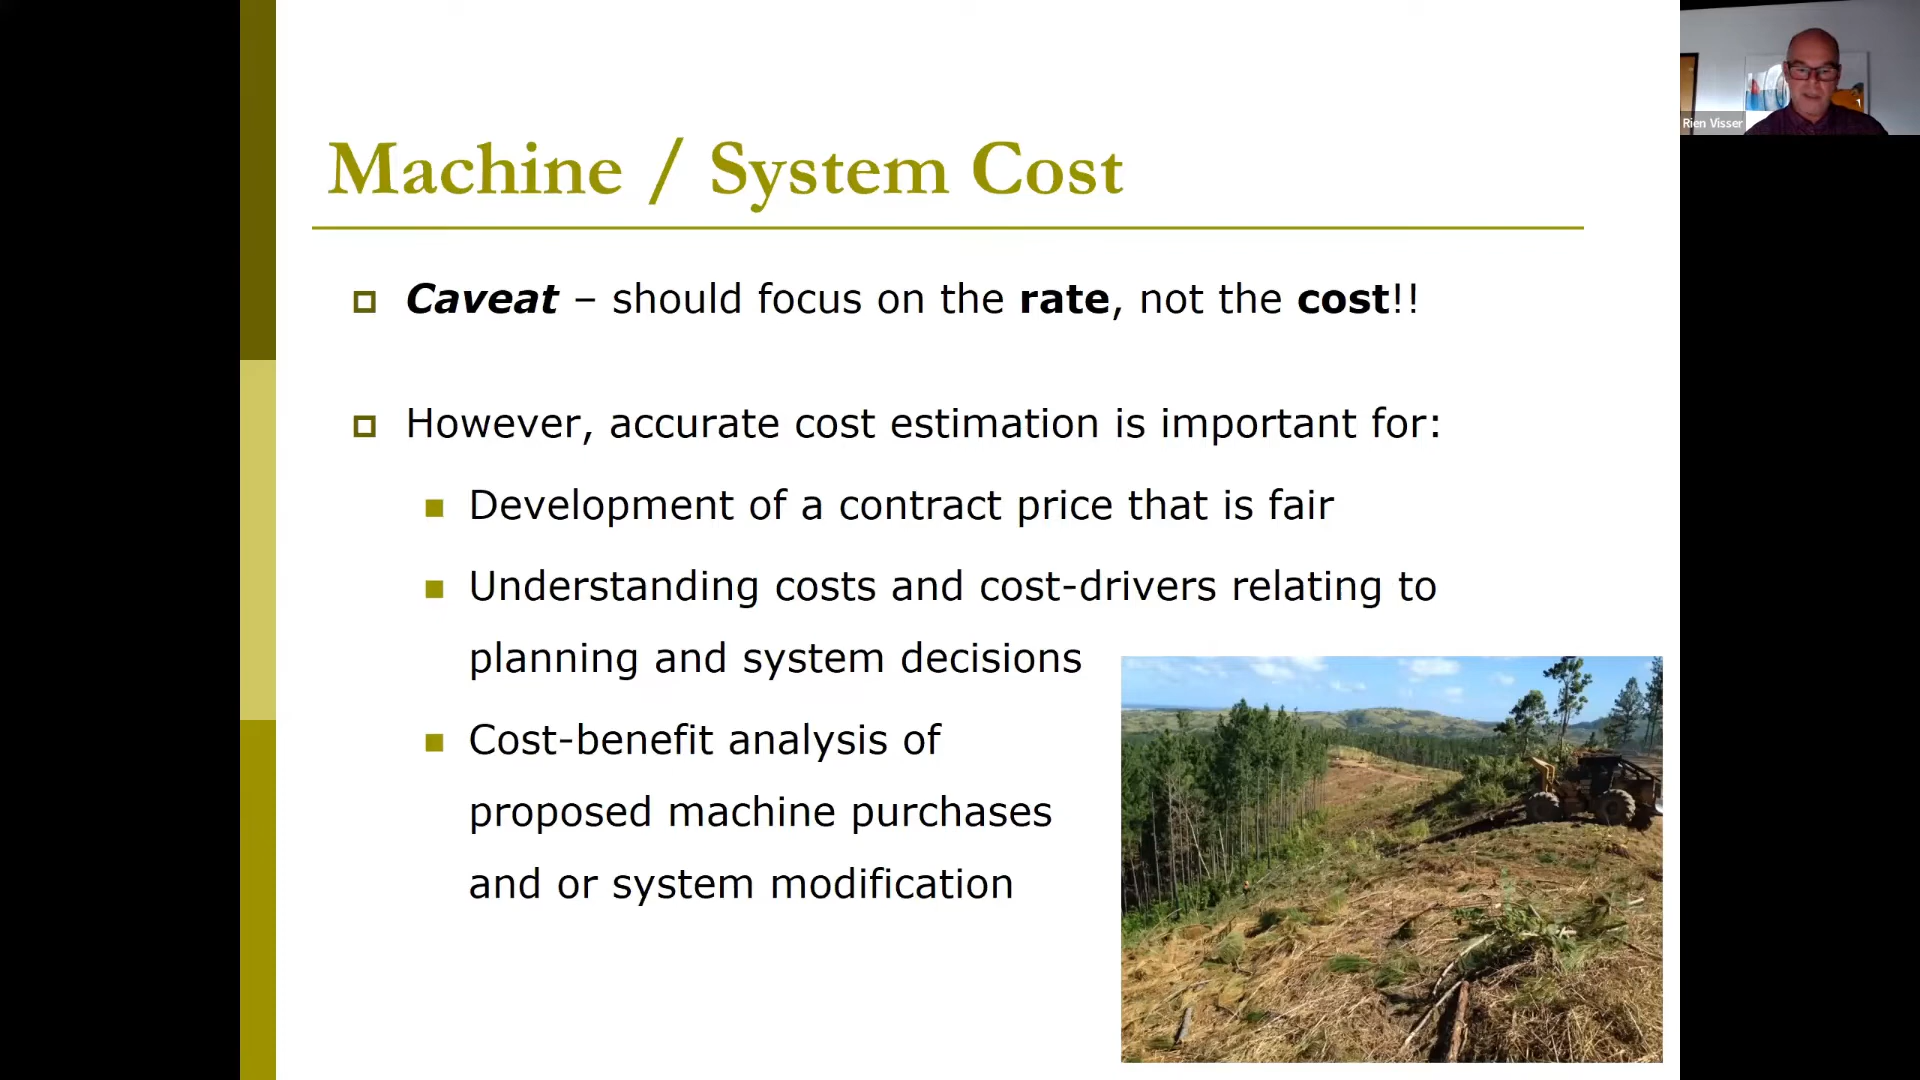 Rien Visser
Machine / System Cost
Caveat – should focus on the rate, not the cost!!
However, accurate cost estimation is important for:
Development of a contract price that is fair
Understanding costs and cost-drivers relating to
planning and system decisions
Cost-benefit analysis of
proposed machine purchases
and or system modification